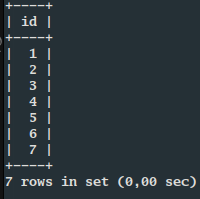 +----+
| id |
+----+
|  1 |
|  2 |
|  3 |
|  4 |
|  5 |
|  6 |
|  7 |
+----+
7 rows in set (0,00 sec)